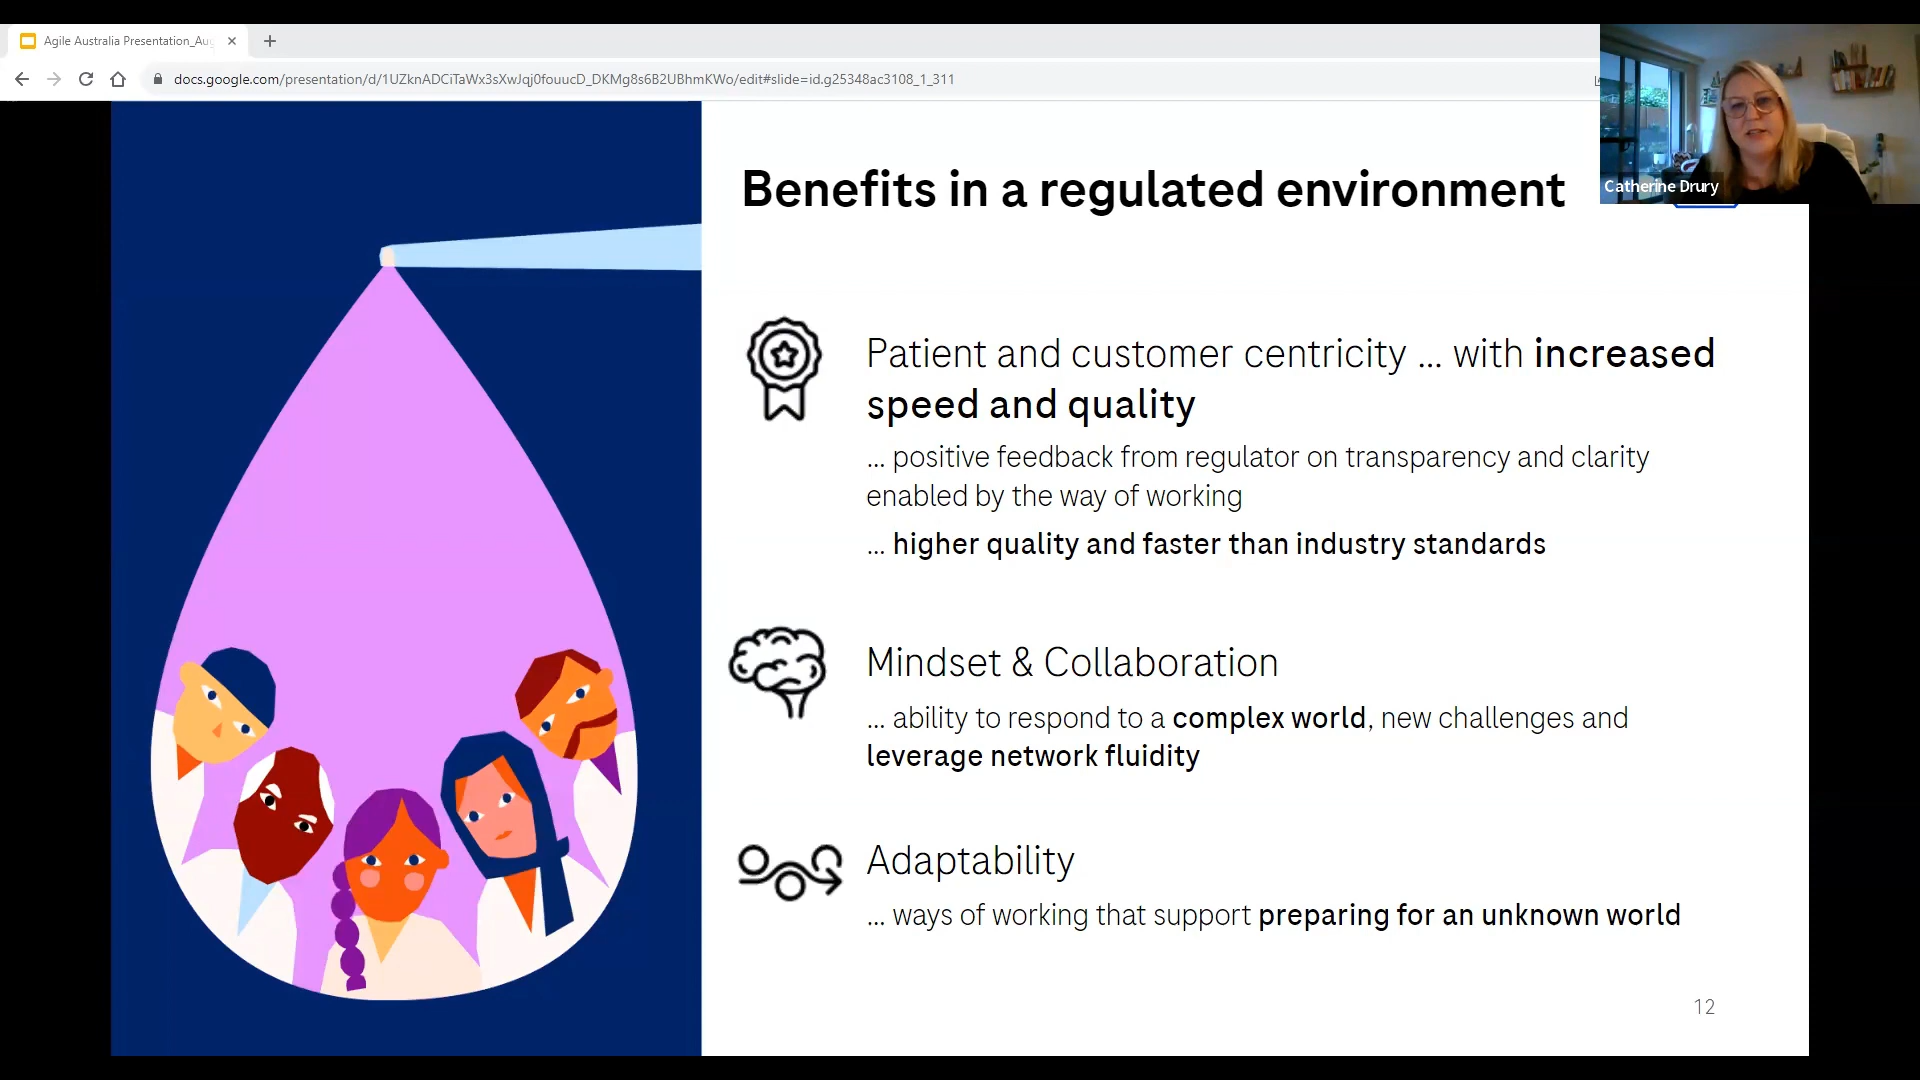 Agile Australia Presentation_Au
docs.google.com/presentation/d/1UZknADCiTaWx3sXwJqj0fouucD_DKMg8s6B2UBhmKWo/edit#slide=id.g25348ac3108_1_311
Catherine Drury
Benefits in a regulated environment
Patient and customer centricity ... with increased
speed and quality
... positive feedback from regulator on transparency and clarity
enabled by the way of working
... higher quality and faster than industry standards
Mindset & Collaboration
... ability to respond to a complex world, new challenges and
leverage network fluidity
Adaptability
... ways of working that support preparing for an unknown world
12